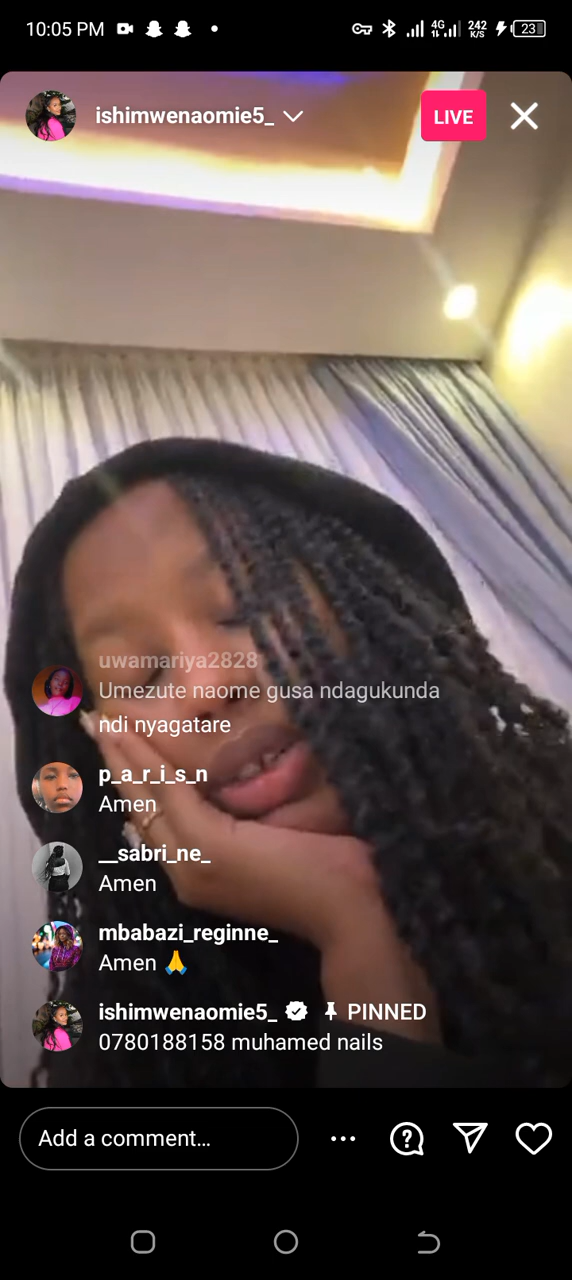 10:05 PM
4G
242
K/S
23
ishimwenaomie5_
LIVE
uwamariya2828
Umezute naome gusa ndagukunda
ndi nyagatare
p_a_r_i_s_n
Amen
__sabri_ne_
Amen
mbabazi_reginne_
Amen 🙏
ishimwenaomie5_ PINNED
0780188158 muhamed nails
Add a comment...